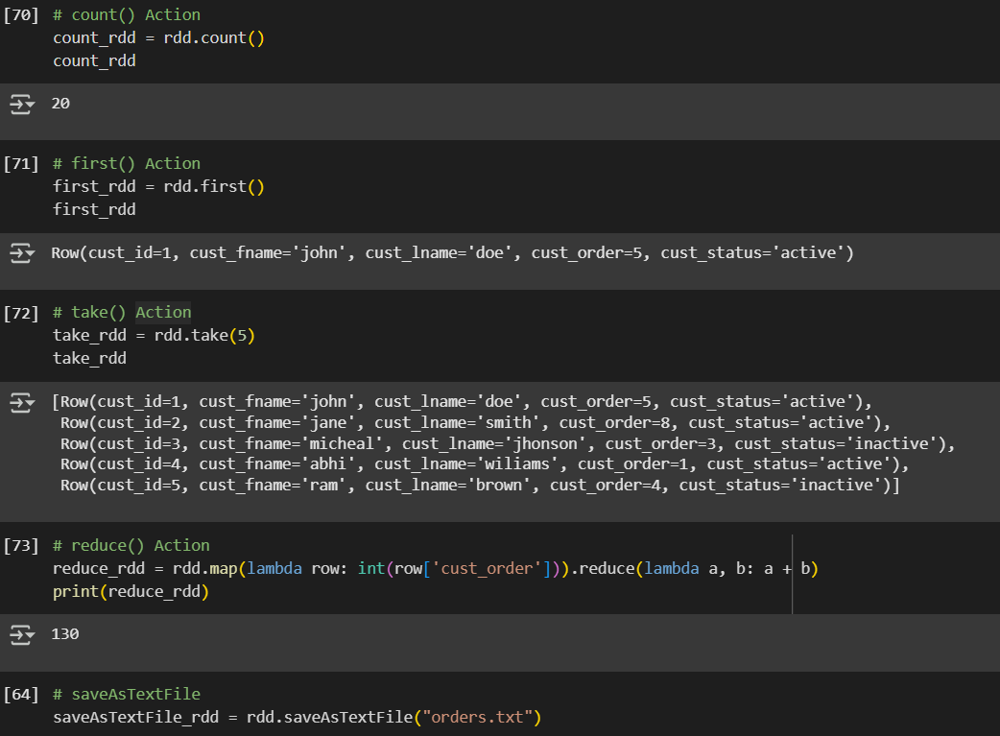 [70] # count() Action
count_rdd = rdd.count()
count_rdd
20
[71] # first() Action
first_rdd = rdd.first()
first_rdd
Row(cust_id=1, cust_fname='john', cust_lname='doe', cust_order=5, cust_status='active')
[72] # take() Action
take_rdd = rdd.take(5)
take_rdd
[Row(cust_id=1, cust_fname='john', cust_lname='doe', cust_order=5, cust_status='active'),
Row(cust_id=2, cust_fname='jane', cust_lname='smith', cust_order=8, cust_status='active'),
Row(cust_id=3, cust_fname='micheal', cust_lname='jhonson', cust_order=3, cust_status='inactive'),
Row(cust_id=4, cust_fname='abhi', cust_lname='wiliams', cust_order=1, cust_status='active'),
Row(cust_id=5, cust_fname='ram', cust_lname='brown', cust_order=4, cust_status='inactive')]
[73] # reduce() Action
reduce_rdd = rdd.map(lambda row: int(row['cust_order'])).reduce(lambda a, b: a + b)
print(reduce_rdd)
130
[64] # saveAsTextFile
saveAsTextFile_rdd = rdd.saveAsTextFile("orders.txt")